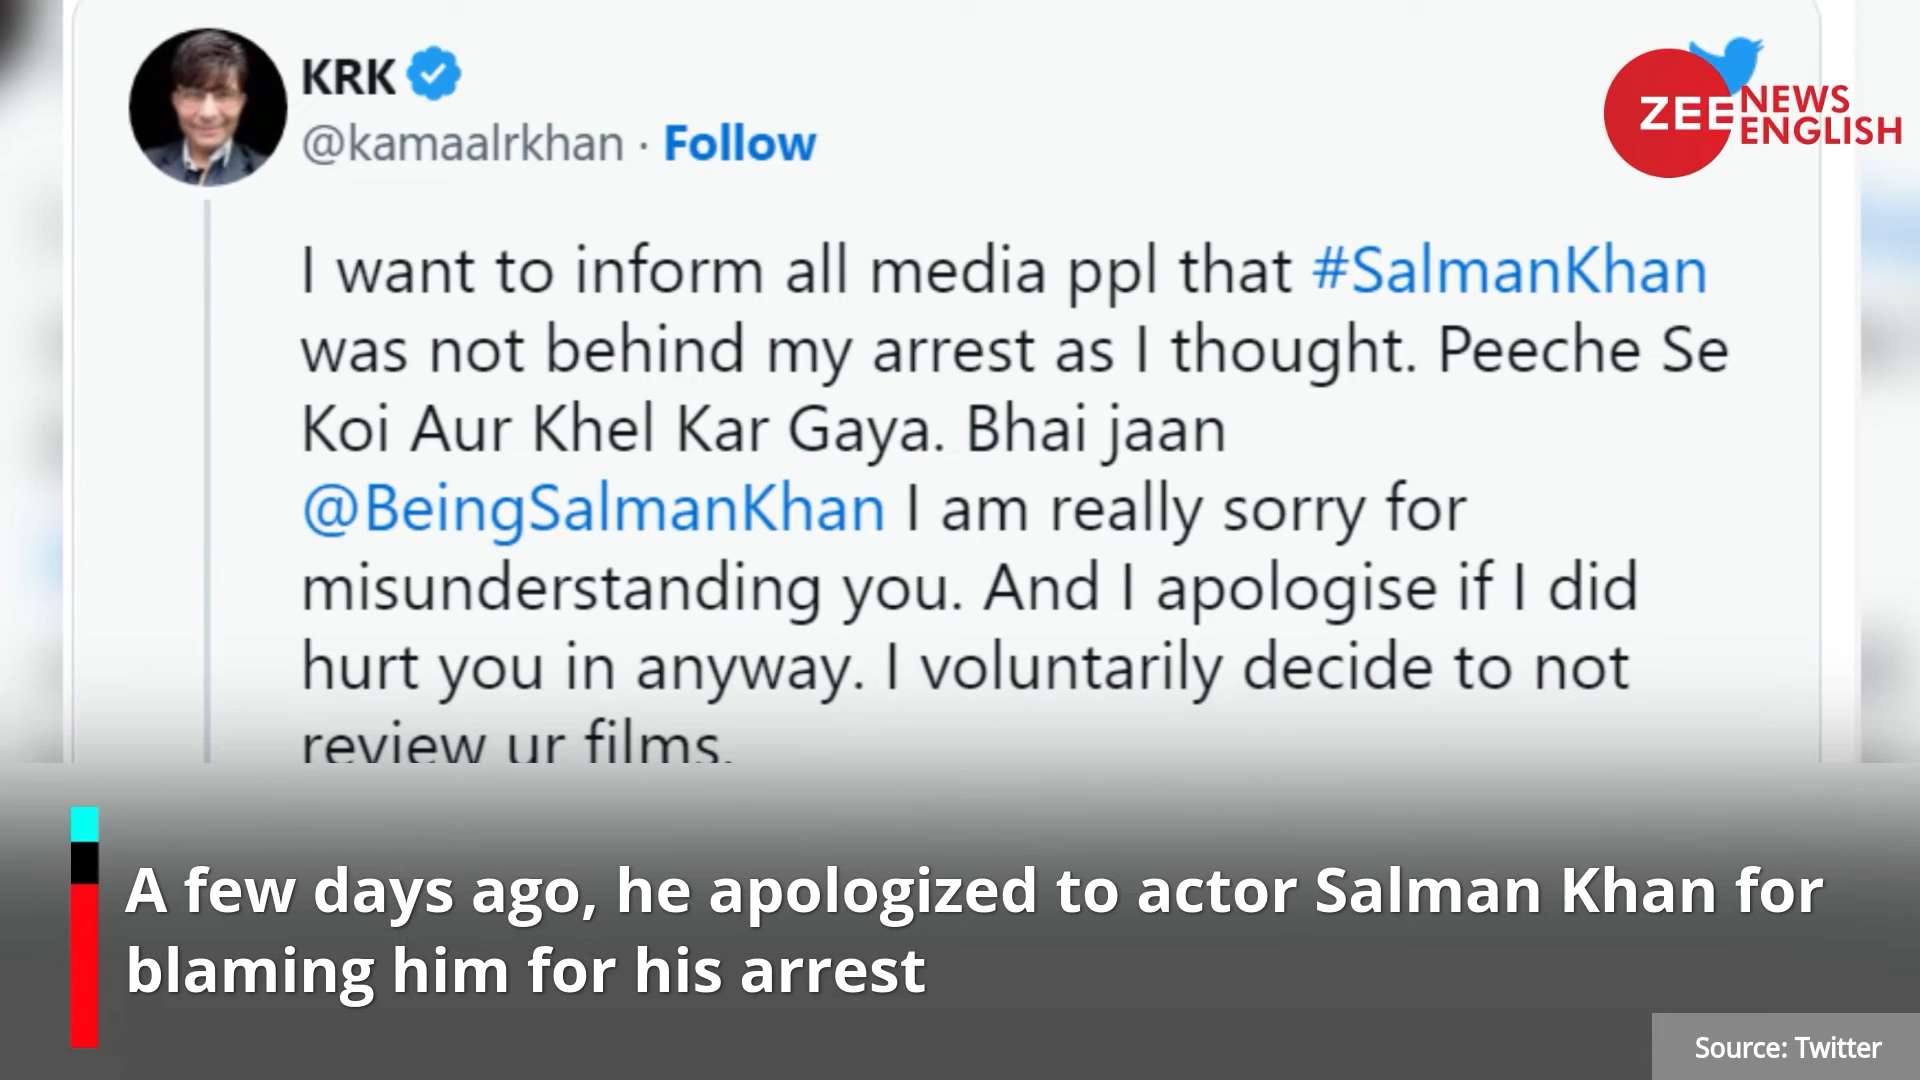 KRK
@kamaalrkhan · Follow
ZEE NEWS
ENGLISH
I want to inform all media ppl that #SalmanKhan
was not behind my arrest as I thought. Peeche Se
Koi Aur Khel Kar Gaya. Bhai jaan
@BeingSalmanKhan I am really sorry for
misunderstanding you. And I apologise if I did
hurt you in anyway. I voluntarily decide to not
review ur films.
A few days ago, he apologized to actor Salman Khan for
blaming him for his arrest
Source: Twitter